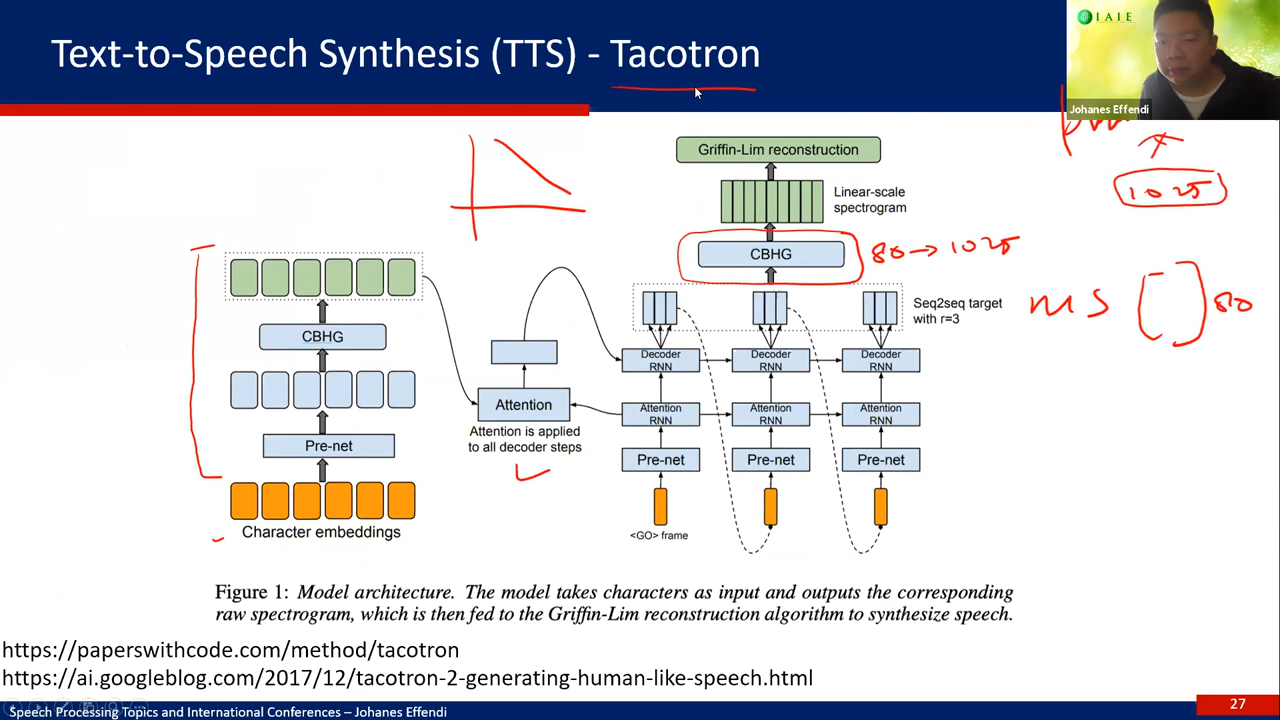 Text-to-Speech Synthesis (TTS) - Tacotron
IAIE
Johanes Effendi
1025
Griffin-Lim reconstruction
Linear-scale
spectrogram
CBHG
80→1025
Seq2seq target
with r=3
MS [ ] 80
CBHG
Decoder
RNN
Decoder
RNN
Decoder
RNN
Attention
Attention
RNN
Attention
RNN
Attention
RNN
Attention is applied
to all decoder steps
Pre-net
Pre-net
Pre-net
Pre-net
Character embeddings
<GO> frame
Figure 1: Model architecture. The model takes characters as input and outputs the corresponding
raw spectrogram, which is then fed to the Griffin-Lim reconstruction algorithm to synthesize speech.
https://paperswithcode.com/method/tacotron
https://ai.googleblog.com/2017/12/tacotron-2-generating-human-like-speech.html
Speech Processing Topics and International Conferences – Johanes Effendi
27